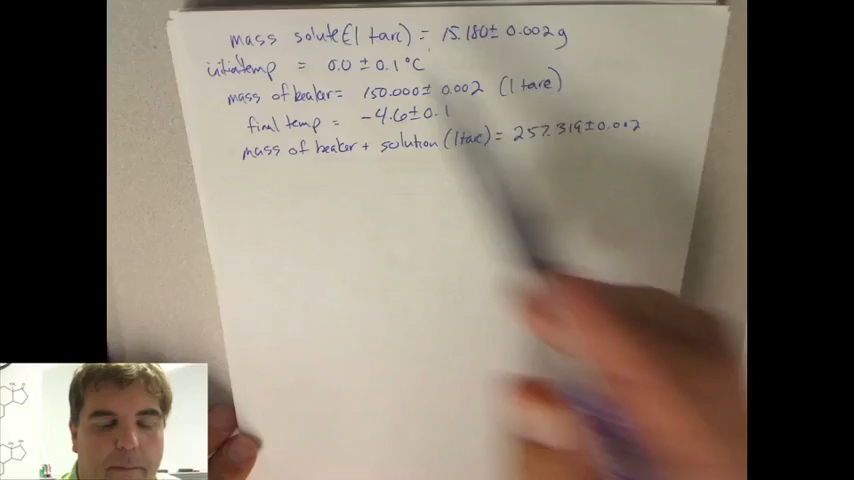 mass solute (1 tare) = 15.180 ± 0.002 g
initial temp = 0.0 ± 0.1 °C
mass of beaker = 150.000 ± 0.002 (1 tare)
final temp = -4.6 ± 0.1
mass of beaker + solution (1 tare) = 257.319 ± 0.002